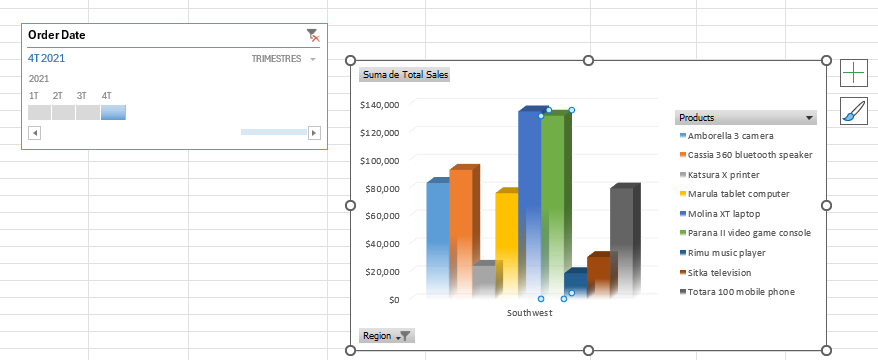 Order Date
4T 2021
TRIMESTRES
2021
1T 2T 3T 4T
Suma de Total Sales
$140,000
$120,000
$100,000
$80,000
$60,000
$40,000
$20,000
$0
Southwest
Products
Amborella 3 camera
Cassia 360 bluetooth speaker
Katsura X printer
Marula tablet computer
Molina XT laptop
Parana II video game console
Rimu music player
Sitka television
Totara 100 mobile phone
Region